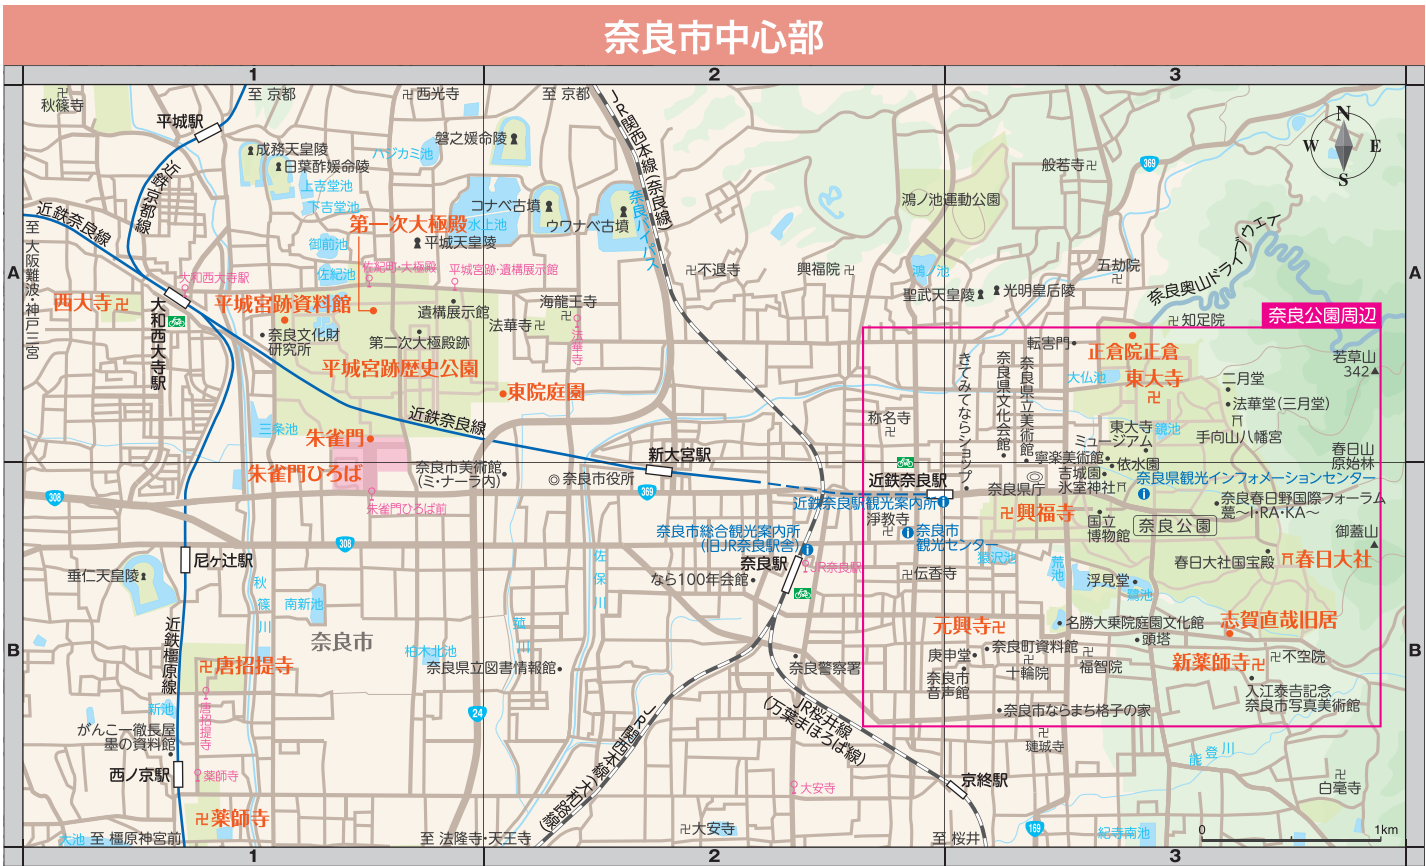 奈良市中心部
1
2
3
A
A
B
B
1
2
3
秋篠寺
至 京都
西光寺
至 京都
平城駅
成務天皇陵
日葉酢媛命陵
ハジカミ池
磐之媛命陵
上吉堂池
下吉堂池
近鉄京都線
近鉄奈良線
至 大阪難波・神戸三宮
第一次大極殿
コナベ古墳
ウワナベ古墳
水上池
平城天皇陵
御前池
佐紀池
佐紀町・大極殿
平城宮跡・遺構展示館
奈良バイパス
JR関西本線(奈良線)
不退寺
興福院
鴻ノ池運動公園
鴻ノ池
聖武天皇陵
光明皇后陵
般若寺
369
五劫院
奈良奥山ドライブウェイ
N
W
E
S
知足院
奈良公園周辺
大和西大寺駅
西大寺
大和西大寺駅
平城宮跡資料館
奈良文化財
研究所
遺構展示館
第二次大極殿跡
海龍王寺
法華寺
法華寺
平城宮跡歴史公園
東院庭園
近鉄奈良線
三条池
朱雀門
朱雀門ひろば
朱雀門ひろば前
奈良市美術館
(ミ・ナーラ内)
奈良市役所
新大宮駅
369
308
308
転害門
正倉院正倉
大仏池
東大寺
二月堂
法華堂(三月堂)
若草山
342
きてみてならショップ
奈良県文化会館
奈良県立美術館
称名寺
東大寺
ミュージアム
鏡池
手向山八幡宮
寧楽美術館
依水園
吉城園
氷室神社
春日山
原始林
奈良県観光インフォメーションセンター
近鉄奈良駅
近鉄奈良駅観光案内所
奈良県庁
浄教寺
奈良市
観光センター
興福寺
国立
博物館
奈良公園
奈良春日野国際フォーラム
甍〜I・RA・KA〜
御蓋山
春日大社国宝殿
春日大社
猿沢池
荒池
浮見堂
鷺池
伝香寺
奈良市総合観光案内所
(旧JR奈良駅舎)
奈良駅
JR奈良駅
なら100年会館
尼ヶ辻駅
垂仁天皇陵
秋篠川
南新池
奈良市
佐保川
菰川
柏木北池
奈良県立図書情報館
近鉄橿原線
唐招提寺
唐招提寺
新池
がんこ一徹長屋
墨の資料館
西ノ京駅
薬師寺
薬師寺
大池
至 橿原神宮前
24
至 法隆寺・天王寺
JR関西本線(大和路線)
奈良警察署
JR桜井線
(万葉まほろば線)
大安寺
大安寺
京終駅
至 桜井
元興寺
名勝大乗院庭園文化館
頭塔
志賀直哉旧居
庚申堂
奈良町資料館
十輪院
福智院
新薬師寺
不空院
奈良市
音声館
入江泰吉記念
奈良市写真美術館
奈良市ならまち格子の家
璉珹寺
能登川
白毫寺
169
紀寺南池
0
1km